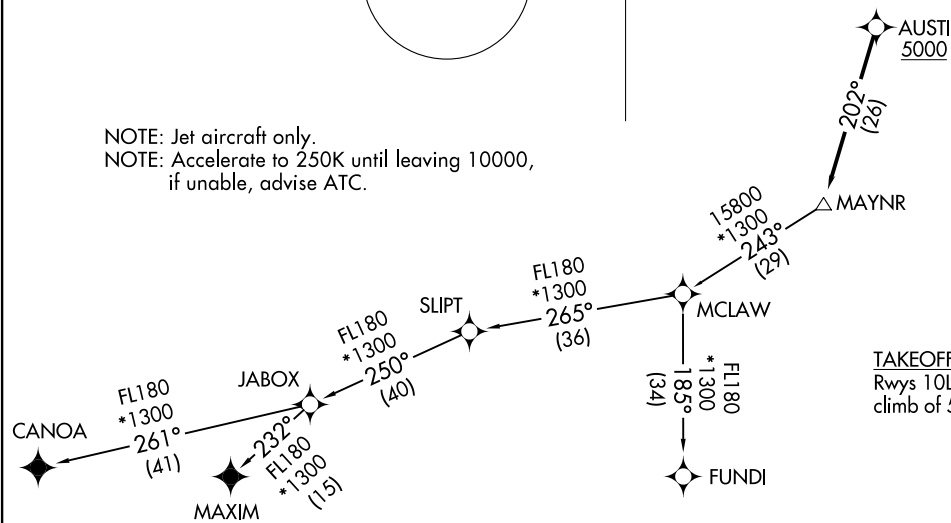 AUSTI
5000
202°
(26)
NOTE: Jet aircraft only.
NOTE: Accelerate to 250K until leaving 10000,
if unable, advise ATC.
MAYNR
15800
*1300
243°
(29)
FL180
*1300
265°
(36)
MCLAW
SLIPT
FL180
*1300
250°
(40)
FL180
*1300
185°
(34)
TAKEOFF
Rwys 10L
climb of 5
JABOX
FL180
*1300
261°
(41)
CANOA
232°
FL180
*1300
(15)
MAXIM
FUNDI